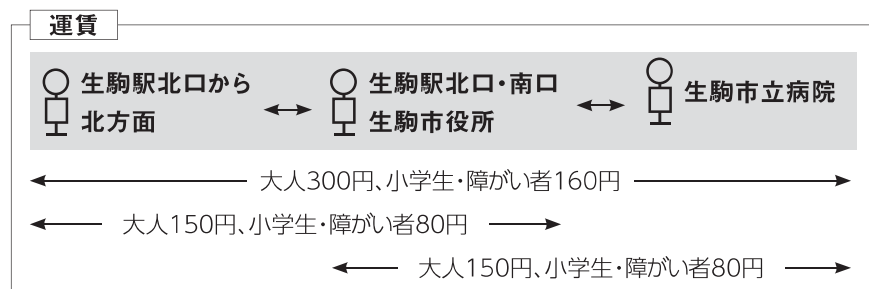 運賃
生駒駅北口から
北方面
生駒駅北口・南口
生駒市役所
生駒市立病院
大人300円、小学生・障がい者160円
大人150円、小学生・障がい者80円
大人150円、小学生・障がい者80円